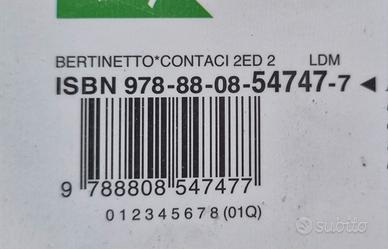 BERTINETTO*CONTACI 2ED 2 LDM
ISBN 978-88-08-54747-7
9 788808 547477
012345678 (01Q)
subito